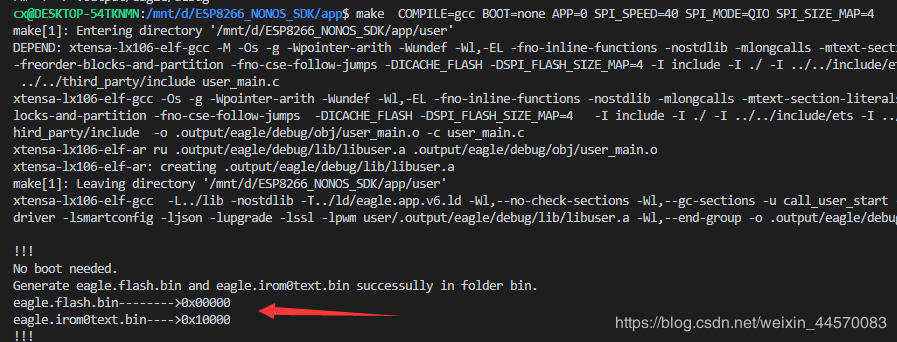 cx@DESKTOP-54TKNMN:/mnt/d/ESP8266_NONOS_SDK/app$ make  COMPILE=gcc BOOT=none APP=0 SPI_SPEED=40 SPI_MODE=QIO SPI_SIZE_MAP=4
make[1]: Entering directory '/mnt/d/ESP8266_NONOS_SDK/app/user'
DEPEND: xtensa-lx106-elf-gcc -M -Os -g -Wpointer-arith -Wundef -Wl,-EL -fno-inline-functions -nostdlib -mlongcalls -mtext-sect
-freorder-blocks-and-partition -fno-cse-follow-jumps -DICACHE_FLASH -DSPI_FLASH_SIZE_MAP=4 -I include -I ./ -I ../../include/et
../../third_party/include user_main.c
xtensa-lx106-elf-gcc -Os -g -Wpointer-arith -Wundef -Wl,-EL -fno-inline-functions -nostdlib -mlongcalls -mtext-section-literals
locks-and-partition -fno-cse-follow-jumps  -DICACHE_FLASH -DSPI_FLASH_SIZE_MAP=4   -I include -I ./ -I ../../include/ets -I ..
hird_party/include  -o .output/eagle/debug/obj/user_main.o -c user_main.c
xtensa-lx106-elf-ar ru .output/eagle/debug/lib/libuser.a .output/eagle/debug/obj/user_main.o
xtensa-lx106-elf-ar: creating .output/eagle/debug/lib/libuser.a
make[1]: Leaving directory '/mnt/d/ESP8266_NONOS_SDK/app/user'
xtensa-lx106-elf-gcc  -L../lib -nostdlib -T../ld/eagle.app.v6.ld -Wl,--no-check-sections -Wl,--gc-sections -u call_user_start -
driver -lsmartconfig -ljson -lupgrade -lssl -lpwm user/.output/eagle/debug/lib/libuser.a -Wl,--end-group -o .output/eagle/debu
!!!
No boot needed.
Generate eagle.flash.bin and eagle.irom0text.bin successully in folder bin.
eagle.flash.bin-------->0x00000
eagle.irom0text.bin---->0x10000
!!!
https://blog.csdn.net/weixin_44570083